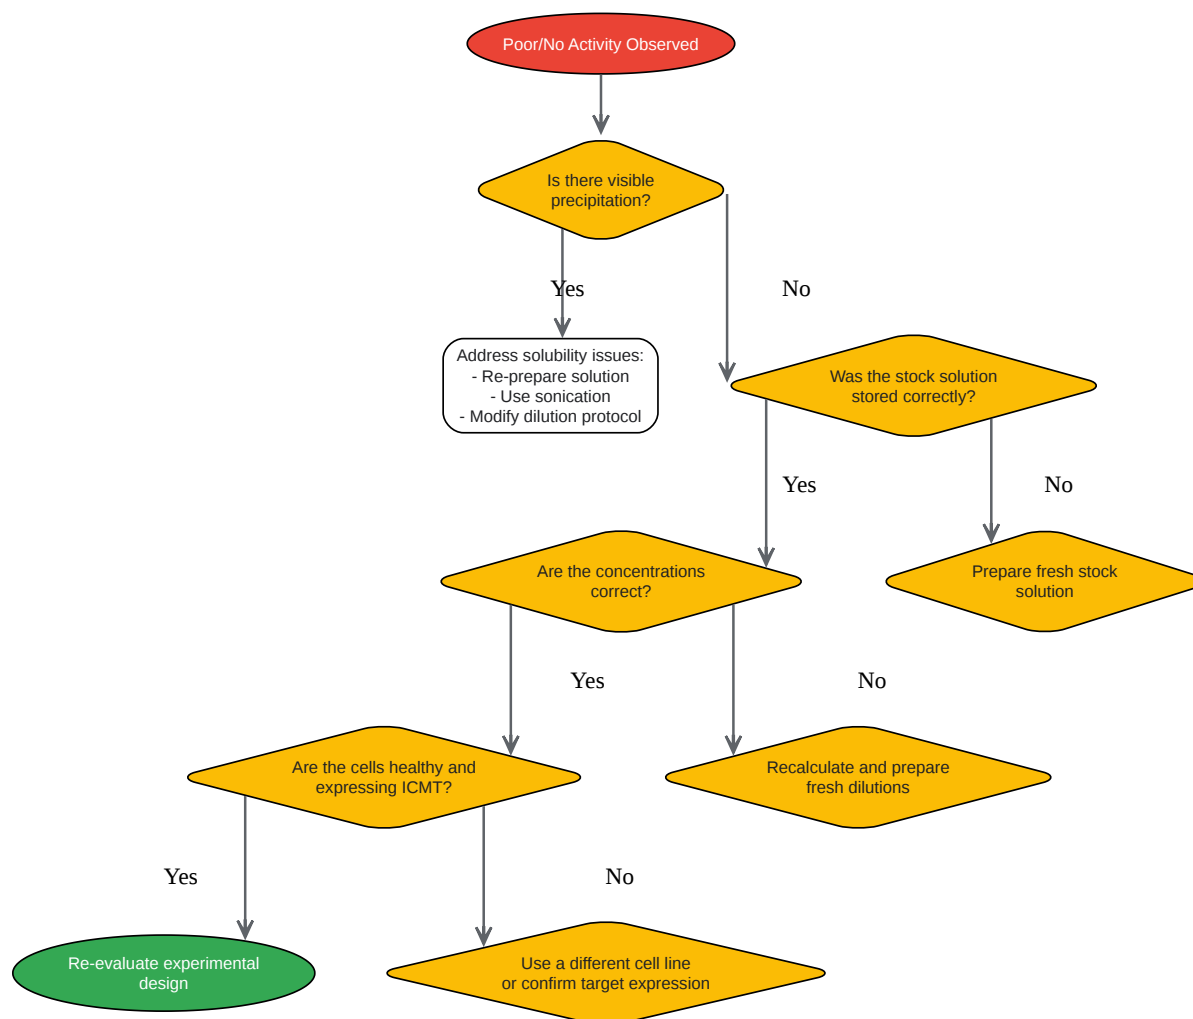 Poor/No Activity Observed
Is there visible
precipitation?
Yes
No
Address solubility issues:
- Re-prepare solution
- Use sonication
- Modify dilution protocol
Was the stock solution
stored correctly?
Yes
No
Are the concentrations
correct?
Prepare fresh stock
solution
Yes
No
Are the cells healthy and
expressing ICMT?
Recalculate and prepare
fresh dilutions
Yes
No
Re-evaluate experimental
design
Use a different cell line
or confirm target expression